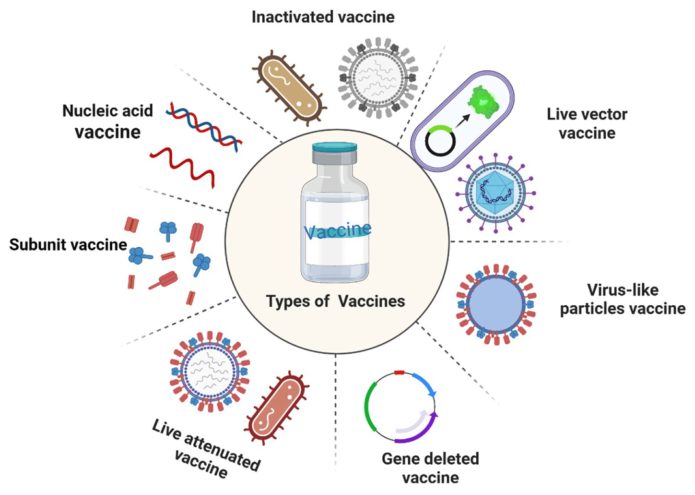 Inactivated vaccine
Nucleic acid
vaccine
Live vector
vaccine
Vaccine
Subunit vaccine
Types of Vaccines
Virus-like
particles vaccine
Live attenuated
vaccine
Gene deleted
vaccine